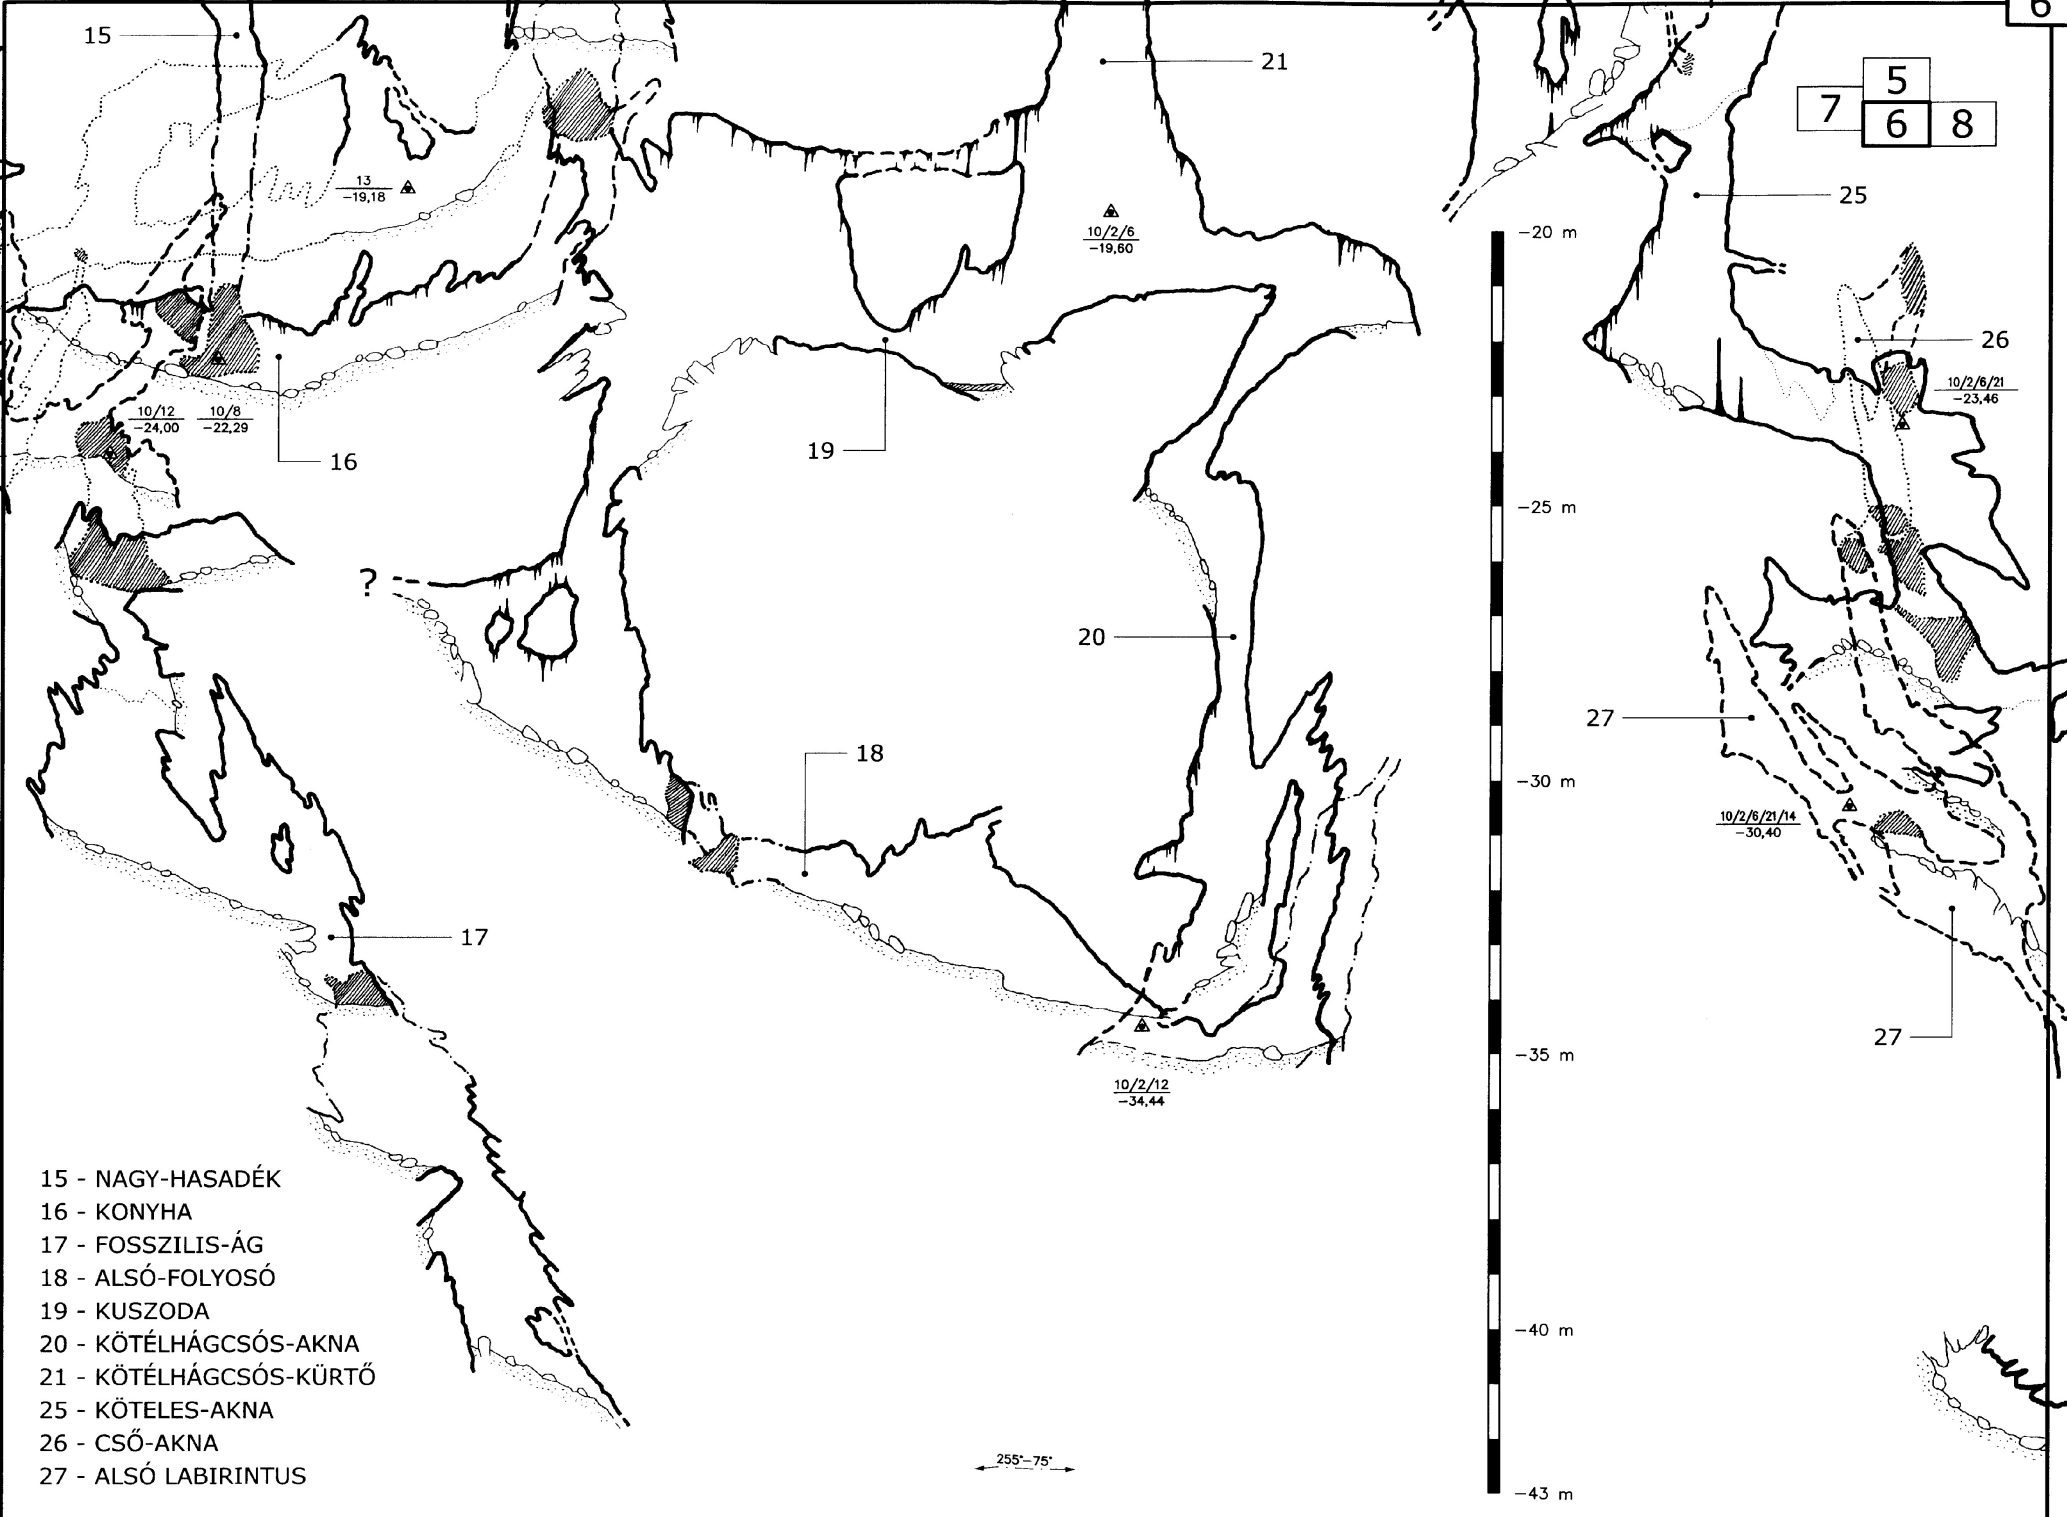 6
15
21
5
7
6
8
13
−19,18
25
10/2/6
−19,60
−20 m
26
10/2/6/21
−23,46
10/12
−24,00
10/8
−22,29
16
19
−25 m
?
20
27
18
−30 m
10/2/6/21/14
−30,40
17
27
−35 m
10/2/12
−34,44
15 - NAGY-HASADÉK
16 - KONYHA
17 - FOSSZILIS-ÁG
18 - ALSÓ-FOLYOSÓ
19 - KUSZODA
20 - KÖTÉLHÁGCSÓS-AKNA
21 - KÖTÉLHÁGCSÓS-KÜRTŐ
25 - KÖTELES-AKNA
26 - CSŐ-AKNA
27 - ALSÓ LABIRINTUS
−40 m
255°−75°
−43 m